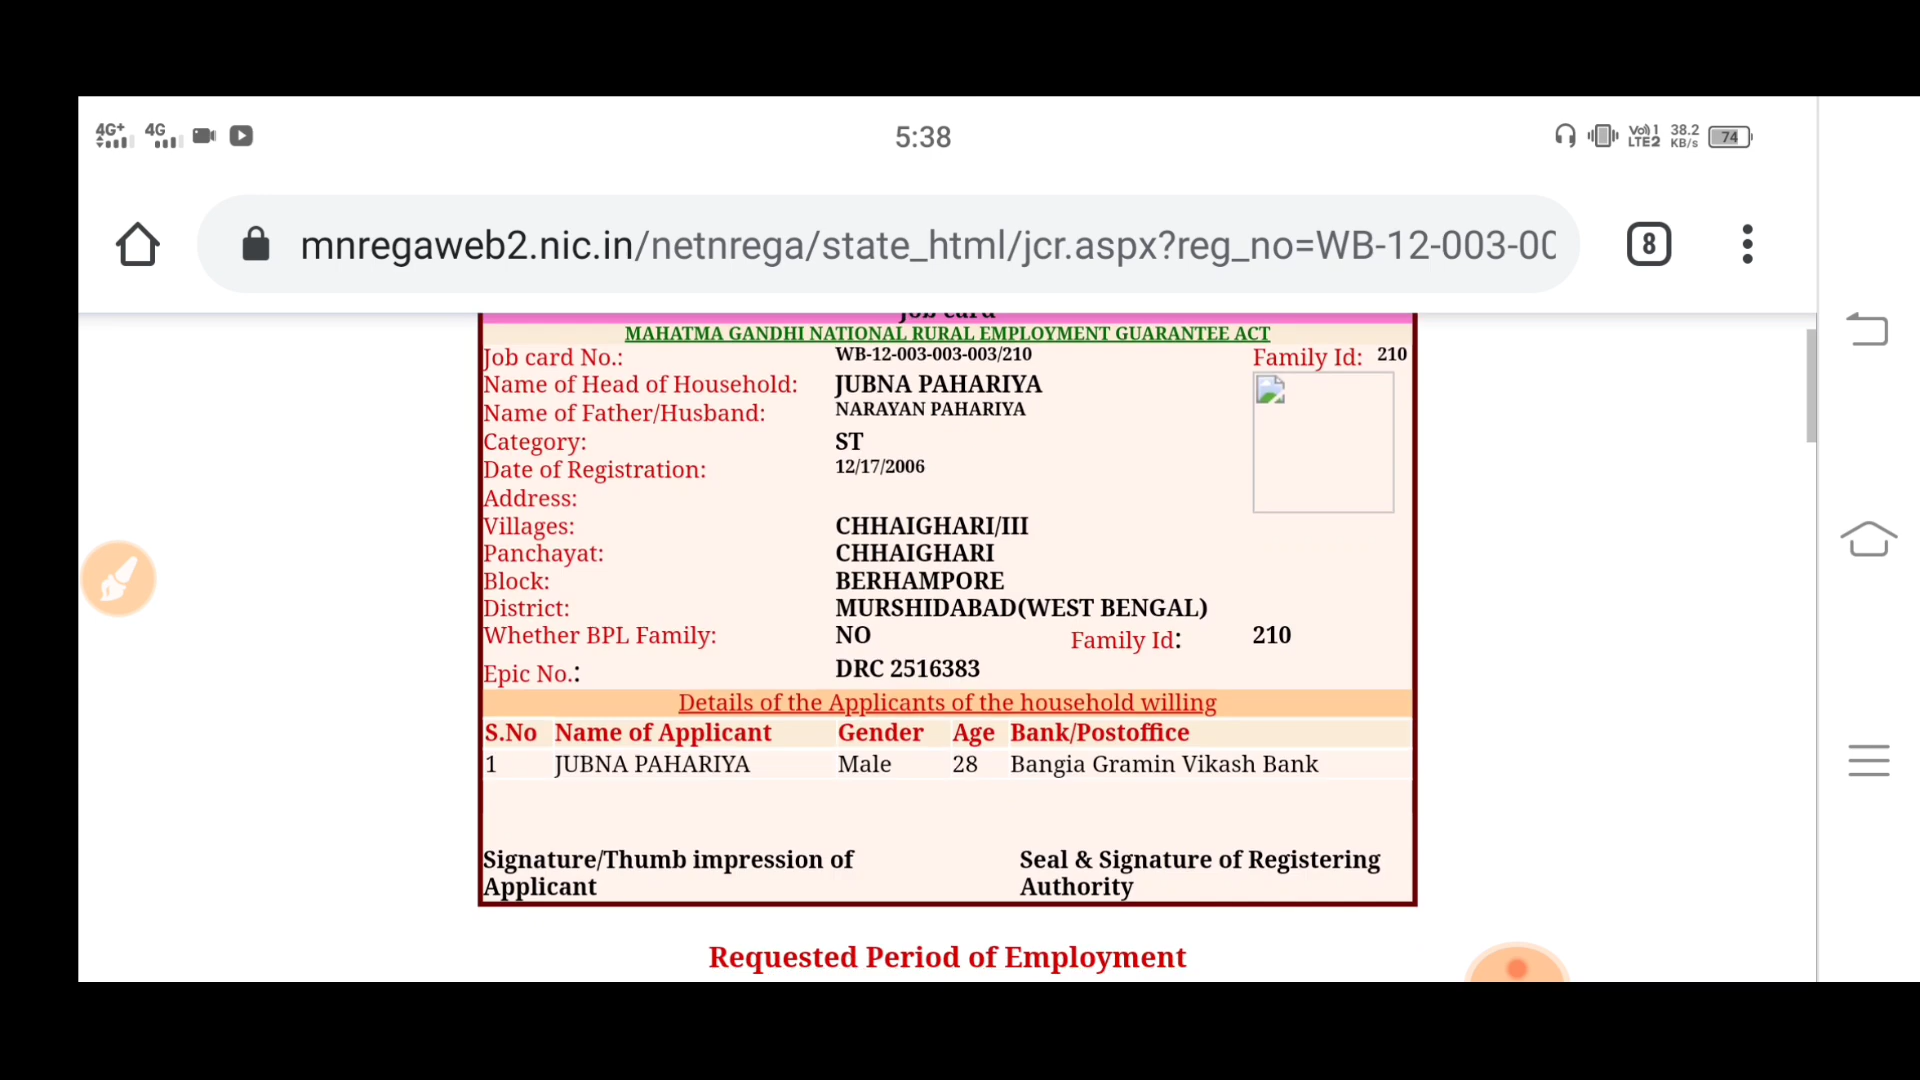 4G+ 4G 5:38 Vo) 1 LTE2 38.2 KB/s 74
mnregaweb2.nic.in/netnrega/state_html/jcr.aspx?reg_no=WB-12-003-00 8
Job card
MAHATMA GANDHI NATIONAL RURAL EMPLOYMENT GUARANTEE ACT
Job card No.: WB-12-003-003-003/210 Family Id: 210
Name of Head of Household: JUBNA PAHARIYA
Name of Father/Husband: NARAYAN PAHARIYA
Category: ST
Date of Registration: 12/17/2006
Address:
Villages: CHHAIGHARI/III
Panchayat: CHHAIGHARI
Block: BERHAMPORE
District: MURSHIDABAD(WEST BENGAL)
Whether BPL Family: NO Family Id: 210
Epic No.: DRC 2516383
Details of the Applicants of the household willing
S.No Name of Applicant Gender Age Bank/Postoffice
1 JUBNA PAHARIYA Male 28 Bangia Gramin Vikash Bank
Signature/Thumb impression of Applicant
Seal & Signature of Registering Authority
Requested Period of Employment